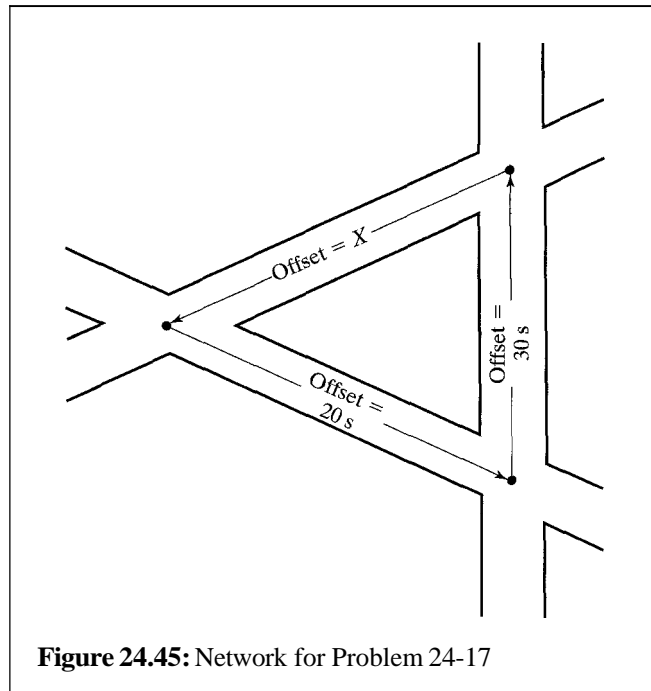 Offset = X
Offset =
30 s
Offset =
20 s
Figure 24.45: Network for Problem 24-17